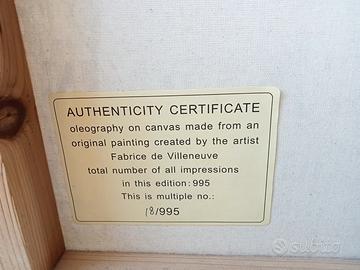 AUTHENTICITY CERTIFICATE
oleography on canvas made from an
original painting created by the artist
Fabrice de Villeneuve
total number of all impressions
in this edition: 995
This is multiple no.:
18/995
subito